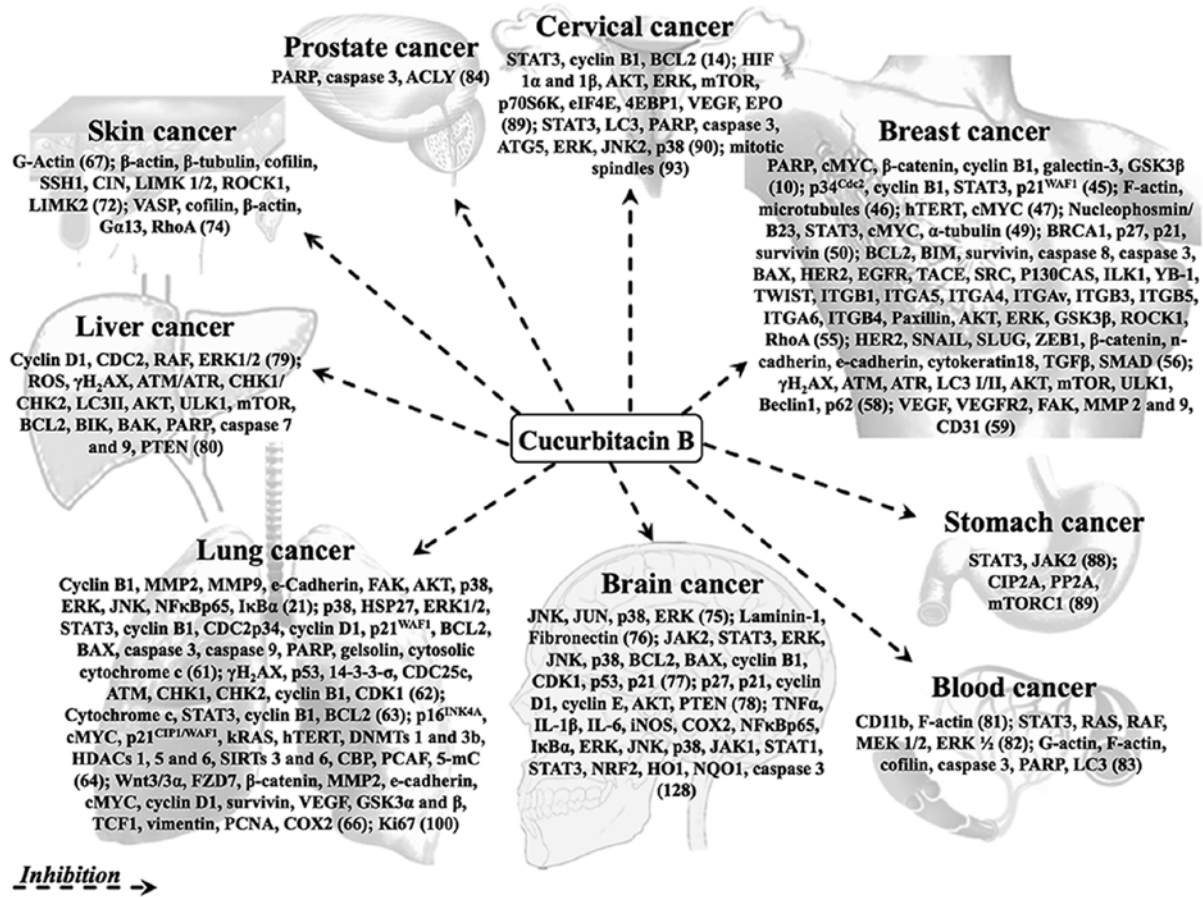 Prostate cancer
PARP, caspase 3, ACLY (84)
Cervical cancer
STAT3, cyclin B1, BCL2 (14); HIF
1α and 1β, AKT, ERK, mTOR,
p70S6K, eIF4E, 4EBP1, VEGF, EPO
(89); STAT3, LC3, PARP, caspase 3,
ATG5, ERK, JNK2, p38 (90); mitotic
spindles (93)
Skin cancer
G-Actin (67); β-actin, β-tubulin, cofilin,
SSH1, CIN, LIMK 1/2, ROCK1,
LIMK2 (72); VASP, cofilin, β-actin,
Gα13, RhoA (74)
Breast cancer
PARP, cMYC, β-catenin, cyclin B1, galectin-3, GSK3β
(10); p34Cdc2, cyclin B1, STAT3, p21WAF1 (45); F-actin,
microtubules (46); hTERT, cMYC (47); Nucleophosmin/
B23, STAT3, cMYC, α-tubulin (49); BRCA1, p27, p21,
survivin (50); BCL2, BIM, survivin, caspase 8, caspase 3,
BAX, HER2, EGFR, TACE, SRC, P130CAS, ILK1, YB-1,
TWIST, ITGB1, ITGA5, ITGA4, ITGAv, ITGB3, ITGB5,
ITGA6, ITGB4, Paxillin, AKT, ERK, GSK3β, ROCK1,
RhoA (55); HER2, SNAIL, SLUG, ZEB1, β-catenin, n-
cadherin, e-cadherin, cytokeratin18, TGFβ, SMAD (56);
γH2AX, ATM, ATR, LC3 I/II, AKT, mTOR, ULK1,
Beclin1, p62 (58); VEGF, VEGFR2, FAK, MMP 2 and 9,
CD31 (59)
Liver cancer
Cyclin D1, CDC2, RAF, ERK1/2 (79);
ROS, γH2AX, ATM/ATR, CHK1/
CHK2, LC3II, AKT, ULK1, mTOR,
BCL2, BIK, BAK, PARP, caspase 7
and 9, PTEN (80)
Cucurbitacin B
Stomach cancer
STAT3, JAK2 (88);
CIP2A, PP2A,
mTORC1 (89)
Lung cancer
Cyclin B1, MMP2, MMP9, e-Cadherin, FAK, AKT, p38,
ERK, JNK, NFκBp65, IκBα (21); p38, HSP27, ERK1/2,
STAT3, cyclin B1, CDC2p34, cyclin D1, p21WAF1, BCL2,
BAX, caspase 3, caspase 9, PARP, gelsolin, cytosolic
cytochrome c (61); γH2AX, p53, 14-3-3-σ, CDC25c,
ATM, CHK1, CHK2, cyclin B1, CDK1 (62);
Cytochrome c, STAT3, cyclin B1, BCL2 (63); p16INK4A,
cMYC, p21CIP1/WAF1, kRAS, hTERT, DNMTs 1 and 3b,
HDACs 1, 5 and 6, SIRTs 3 and 6, CBP, PCAF, 5-mC
(64); Wnt3/3α, FZD7, β-catenin, MMP2, e-cadherin,
cMYC, cyclin D1, survivin, VEGF, GSK3α and β,
TCF1, vimentin, PCNA, COX2 (66); Ki67 (100)
Brain cancer
JNK, JUN, p38, ERK (75); Laminin-1,
Fibronectin (76); JAK2, STAT3, ERK,
JNK, p38, BCL2, BAX, cyclin B1,
CDK1, p53, p21 (77); p27, p21, cyclin
D1, cyclin E, AKT, PTEN (78); TNFα,
IL-1β, IL-6, iNOS, COX2, NFκBp65,
IκBα, ERK, JNK, p38, JAK1, STAT1,
STAT3, NRF2, HO1, NQO1, caspase 3
(128)
Blood cancer
CD11b, F-actin (81); STAT3, RAS, RAF,
MEK 1/2, ERK ½ (82); G-actin, F-actin,
cofilin, caspase 3, PARP, LC3 (83)
Inhibition